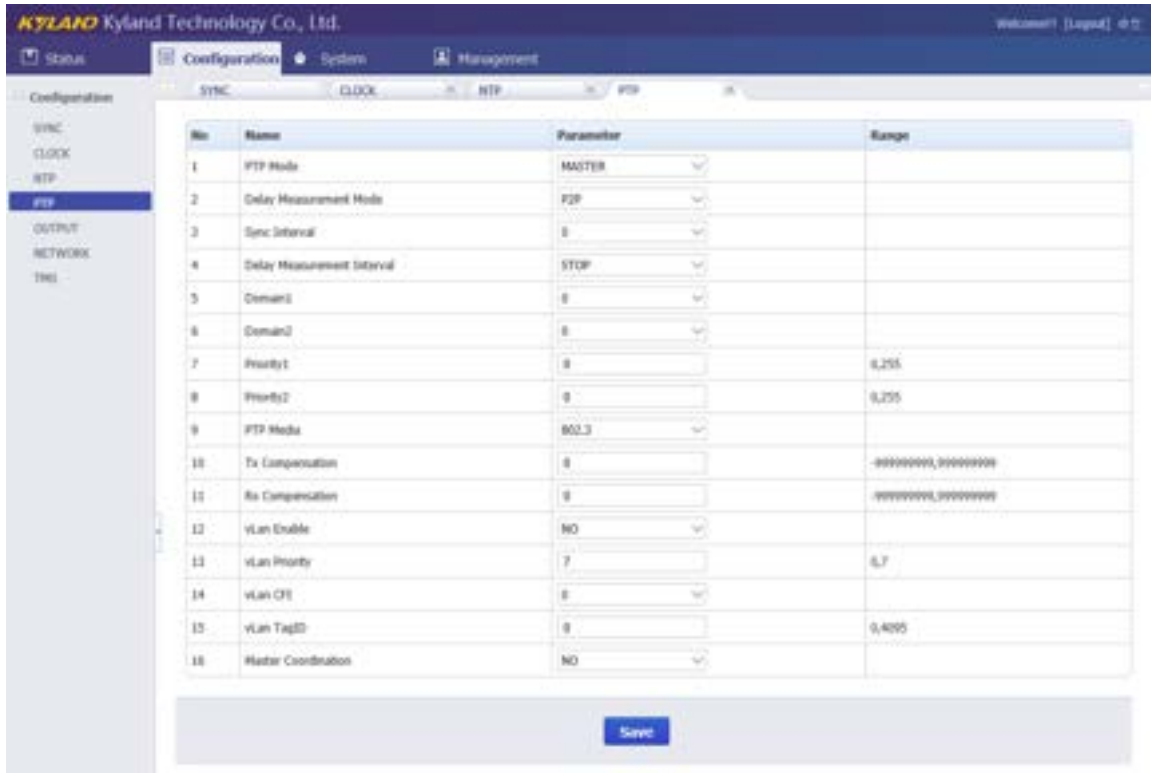 KYLAND Kyland Technology Co., Ltd.
Welcome!! [Logout] 中文
Status Configuration System Management
Configuration
SYNC CLOCK NTP PTP
SYNC
CLOCK
NTP
PTP
OUTPUT
NETWORK
No Name Parameter Range
1 PTP Mode MASTER
2 Delay Measurement Mode P2P
3 Sync Interval 0
4 Delay Measurement Interval STOP
5 Domain1 0
6 Domain2 0
7 Priority1 0 0,255
8 Priority2 0 0,255
9 PTP Media 802.3
10 Tx Compensation 0 -999999999,999999999
11 Rx Compensation 0 -999999999,999999999
12 vLan Enable NO
13 vLan Priority 7 0,7
14 vLan CFI 0
15 vLan TagID 0 0,4095
16 Master Coordination NO
Save